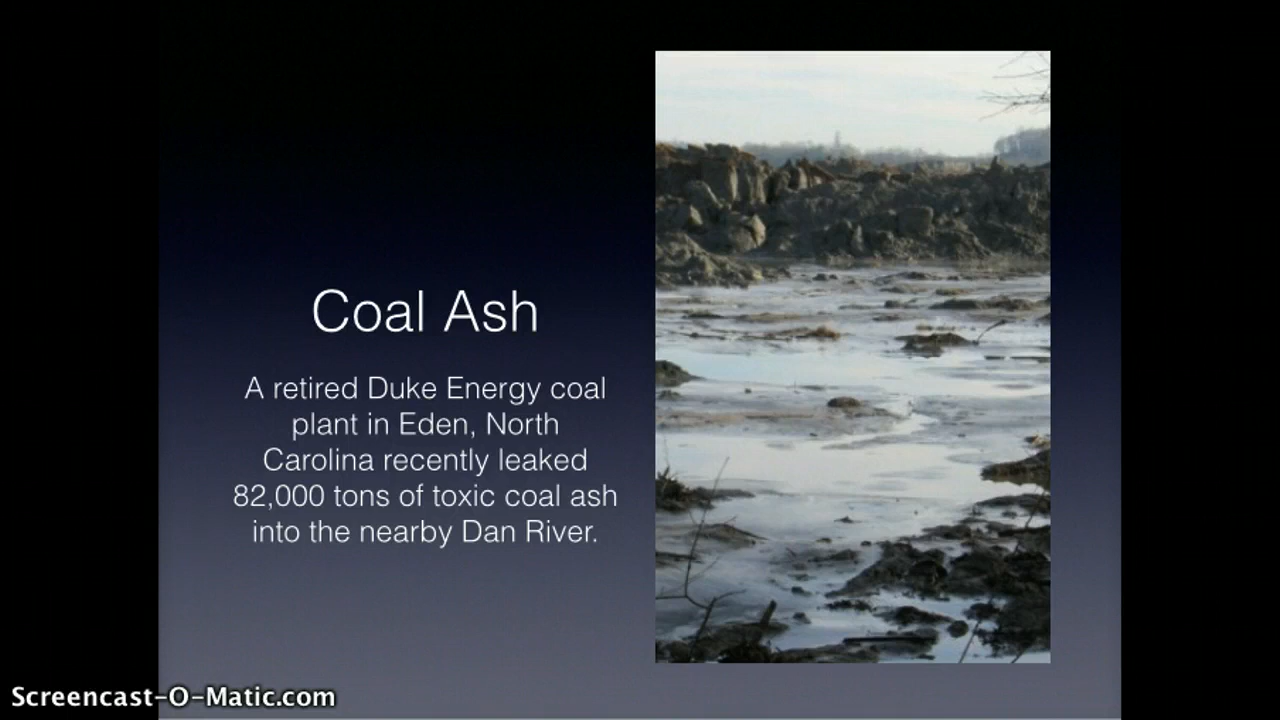 Coal Ash
A retired Duke Energy coal
plant in Eden, North
Carolina recently leaked
82,000 tons of toxic coal ash
into the nearby Dan River.
Screencast-O-Matic.com